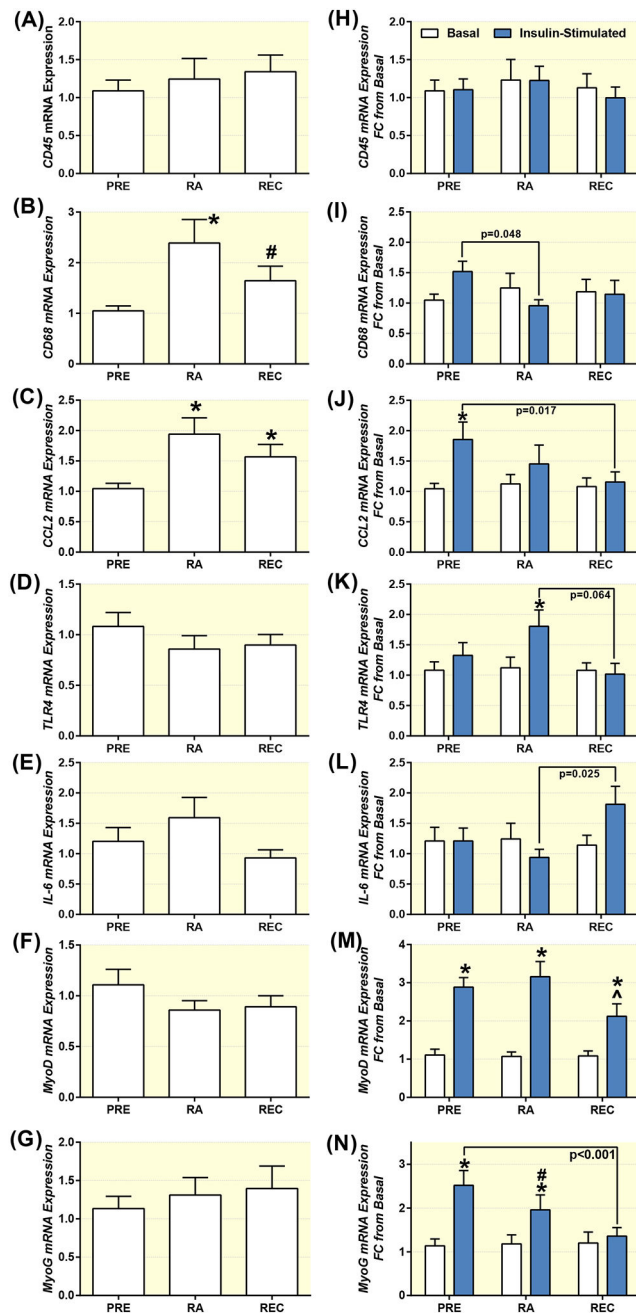 (A)
CD45 mRNA Expression
2.0
1.5
1.0
0.5
0.0
PRE RA REC
(H)
Basal Insulin-Stimulated
CD45 mRNA Expression
FC from Basal
2.0
1.5
1.0
0.5
0.0
PRE RA REC
(B)
CD68 mRNA Expression
3
2
1
0
*
#
PRE RA REC
(I)
CD68 mRNA Expression
FC from Basal
2.5
2.0
1.5
1.0
0.5
0.0
p=0.048
PRE RA REC
(C)
CCL2 mRNA Expression
2.5
2.0
1.5
1.0
0.5
0.0
* *
PRE RA REC
(J)
CCL2 mRNA Expression
FC from Basal
2.5
2.0
1.5
1.0
0.5
0.0
*
p=0.017
PRE RA REC
(D)
TLR4 mRNA Expression
1.5
1.0
0.5
0.0
PRE RA REC
(K)
TLR4 mRNA Expression
FC from Basal
2.5
2.0
1.5
1.0
0.5
0.0
*
p=0.064
PRE RA REC
(E)
IL-6 mRNA Expression
2.5
2.0
1.5
1.0
0.5
0.0
PRE RA REC
(L)
IL-6 mRNA Expression
FC from Basal
2.5
2.0
1.5
1.0
0.5
0.0
p=0.025
PRE RA REC
(F)
MyoD mRNA Expression
1.5
1.0
0.5
0.0
PRE RA REC
(M)
MyoD mRNA Expression
FC from Basal
4
3
2
1
0
* * *
^
PRE RA REC
(G)
MyoG mRNA Expression
2.0
1.5
1.0
0.5
0.0
PRE RA REC
(N)
MyoG mRNA Expression
FC from Basal
3
2
1
0
p<0.001
*
#
*
PRE RA REC